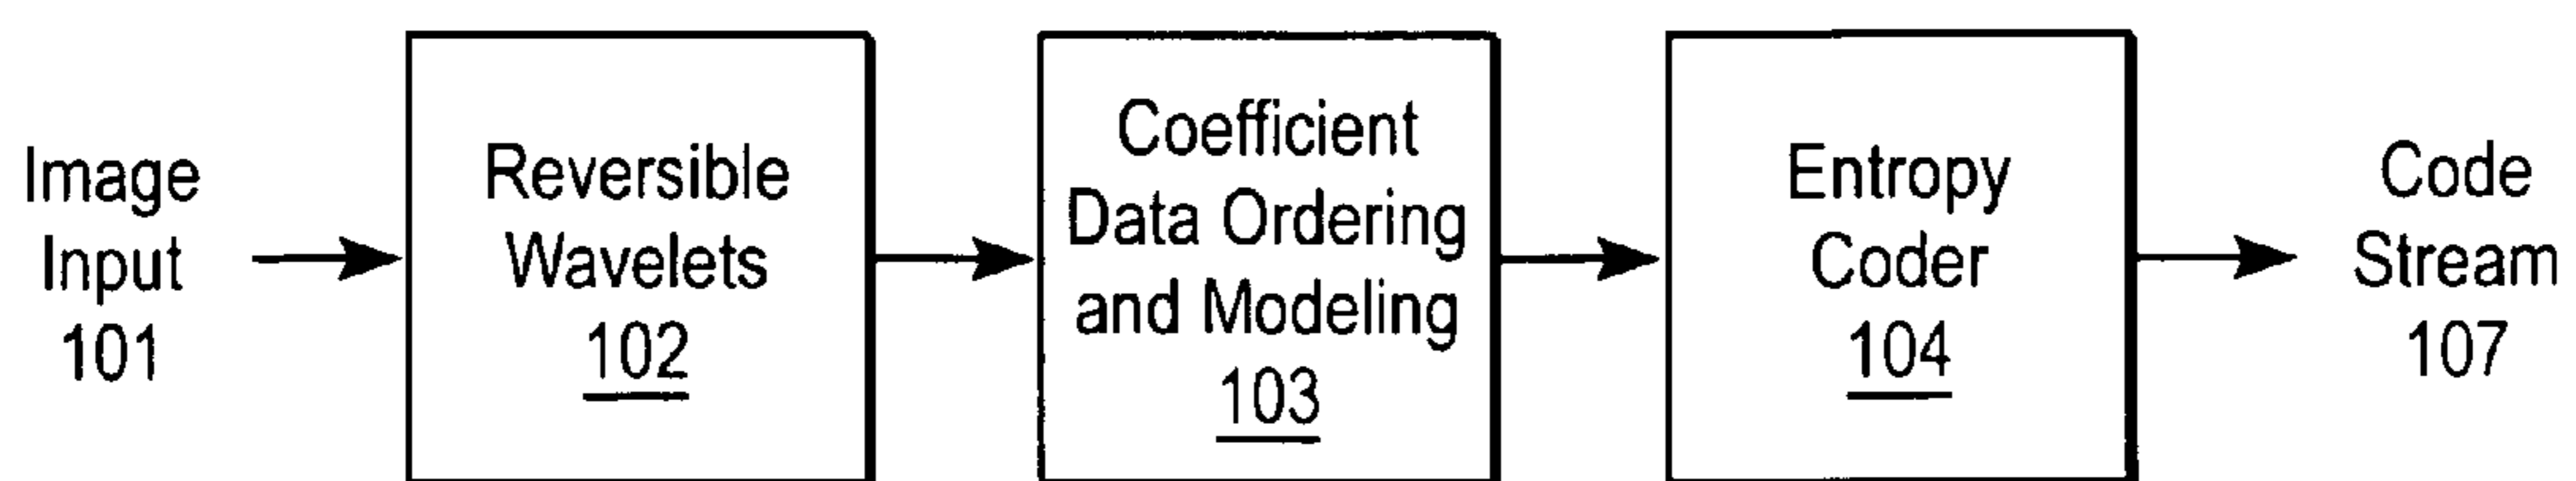 Image
Input
101
Reversible
Wavelets
102
Coefficient
Data Ordering
and Modeling
103
Entropy
Coder
104
Code
Stream
107